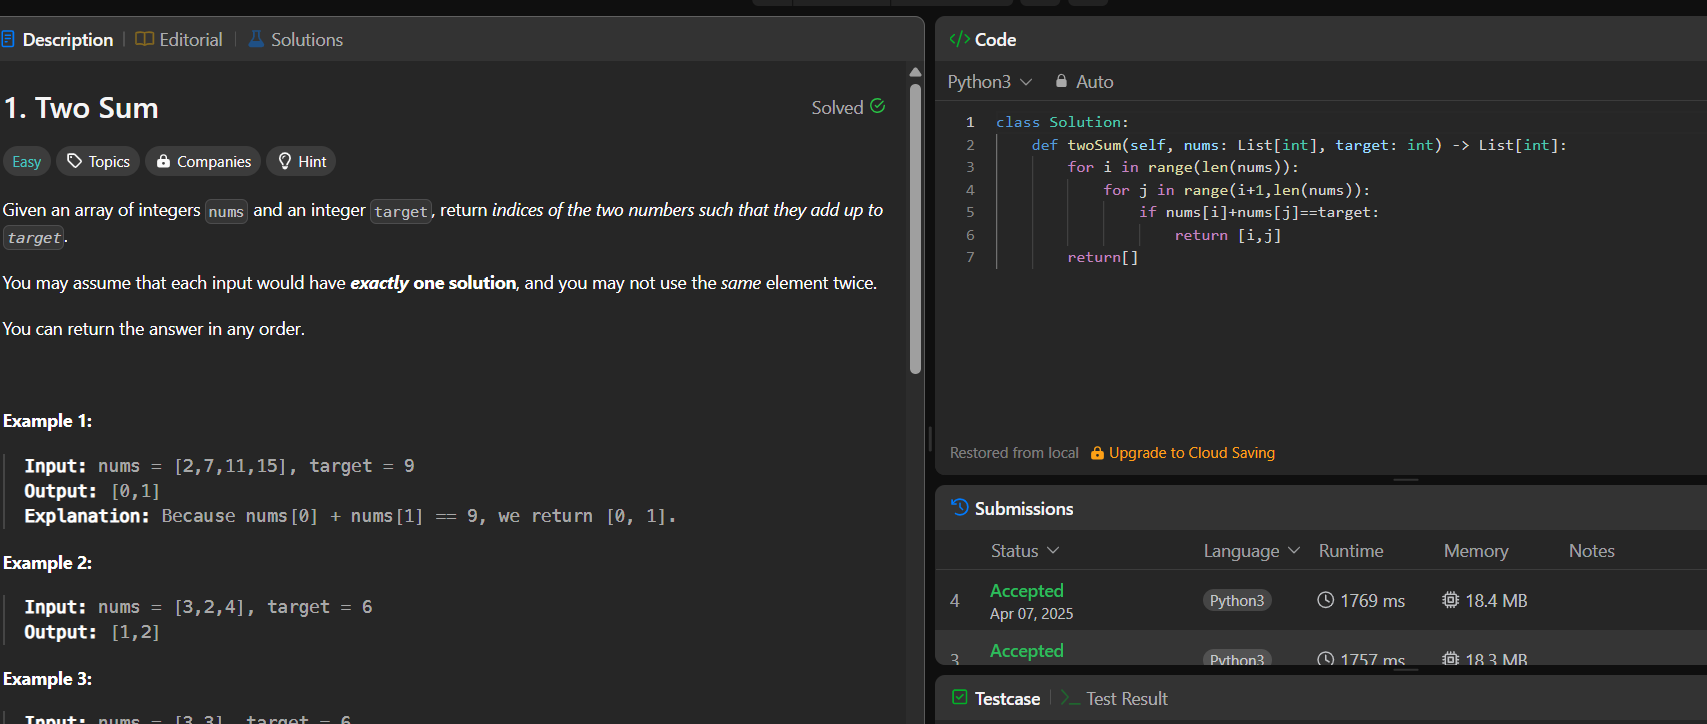 Description | Editorial | Solutions
1. Two Sum
Solved
Easy Topics Companies Hint
Given an array of integers nums and an integer target, return indices of the two numbers such that they add up to
target.
You may assume that each input would have exactly one solution, and you may not use the same element twice.
You can return the answer in any order.
Example 1:
Input: nums = [2,7,11,15], target = 9
Output: [0,1]
Explanation: Because nums[0] + nums[1] == 9, we return [0, 1].
Example 2:
Input: nums = [3,2,4], target = 6
Output: [1,2]
Example 3:
Input: nums = [3,3], target = 6
</> Code
Python3 Auto
1 class Solution:
2 def twoSum(self, nums: List[int], target: int) -> List[int]:
3 for i in range(len(nums)):
4 for j in range(i+1,len(nums)):
5 if nums[i]+nums[j]==target:
6 return [i,j]
7 return[]
Restored from local Upgrade to Cloud Saving
Submissions
Status Language Runtime Memory Notes
4 Accepted Python3 1769 ms 18.4 MB
Apr 07, 2025
3 Accepted Python3 1757 ms 18.3 MB
Testcase | >_ Test Result